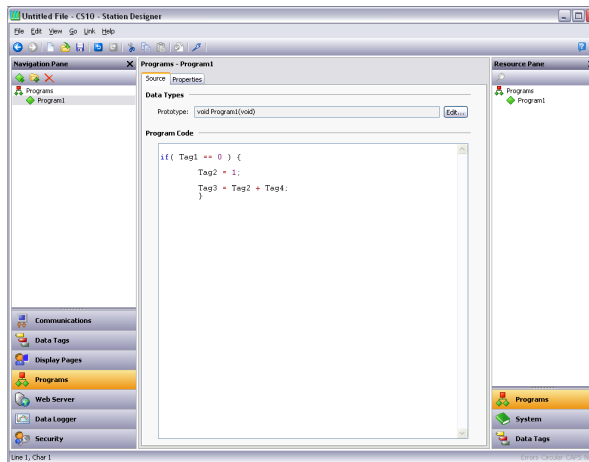 Untitled File - CS10 - Station Designer
File Edit View Go Link Help
Navigation Pane
Programs
Program1
Communications
Data Tags
Display Pages
Programs
Web Server
Data Logger
Security
Programs - Program1
Source Properties
Data Types
Prototype: void Program1(void) Edit...
Program Code
if( Tag1 == 0 ) {
Tag2 = 1;
Tag3 = Tag2 + Tag4;
}
Resource Pane
Programs
Program1
Programs
System
Data Tags
Line 1, Char 1
Errors Circular CAPS